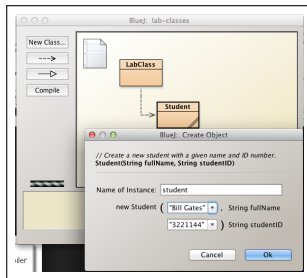 BlueJ: lab-classes
New Class...
Compile
LabClass
Student
BlueJ: Create Object
// Create a new student with a given name and ID number.
Student(String fullName, String studentID)
Name of Instance: student
new Student ( "Bill Gates" , String fullName
"3221144" ) String studentID
Cancel Ok